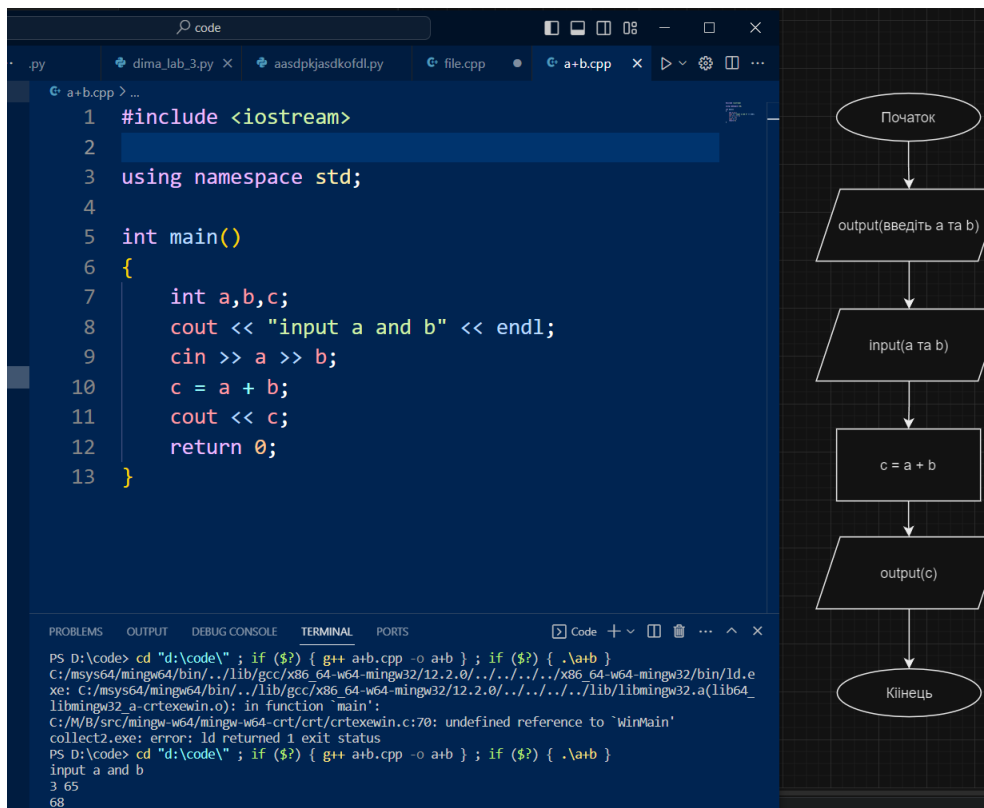 code
.py
dima_lab_3.py
aasdpkjasdkofdl.py
file.cpp
a+b.cpp
a+b.cpp > ...
1 #include <iostream>
2
3 using namespace std;
4
5 int main()
6 {
7 int a,b,c;
8 cout << "input a and b" << endl;
9 cin >> a >> b;
10 c = a + b;
11 cout << c;
12 return 0;
13 }
PROBLEMS OUTPUT DEBUG CONSOLE TERMINAL PORTS
Code
PS D:\code> cd "d:\code\" ; if ($?) { g++ a+b.cpp -o a+b } ; if ($?) { .\a+b }
C:/msys64/mingw64/bin/../lib/gcc/x86_64-w64-mingw32/12.2.0/../../../../x86_64-w64-mingw32/bin/ld.e
xe: C:/msys64/mingw64/bin/../lib/gcc/x86_64-w64-mingw32/12.2.0/../../../../lib/libmingw32.a(lib64_
libmingw32_a-crtexewin.o): in function `main':
C:/M/B/src/mingw-w64/mingw-w64-crt/crt/crtexewin.c:70: undefined reference to `WinMain'
collect2.exe: error: ld returned 1 exit status
PS D:\code> cd "d:\code\" ; if ($?) { g++ a+b.cpp -o a+b } ; if ($?) { .\a+b }
input a and b
3 65
68
Початок
output(введіть a та b)
input(a та b)
c = a + b
output(c)
Кіінець